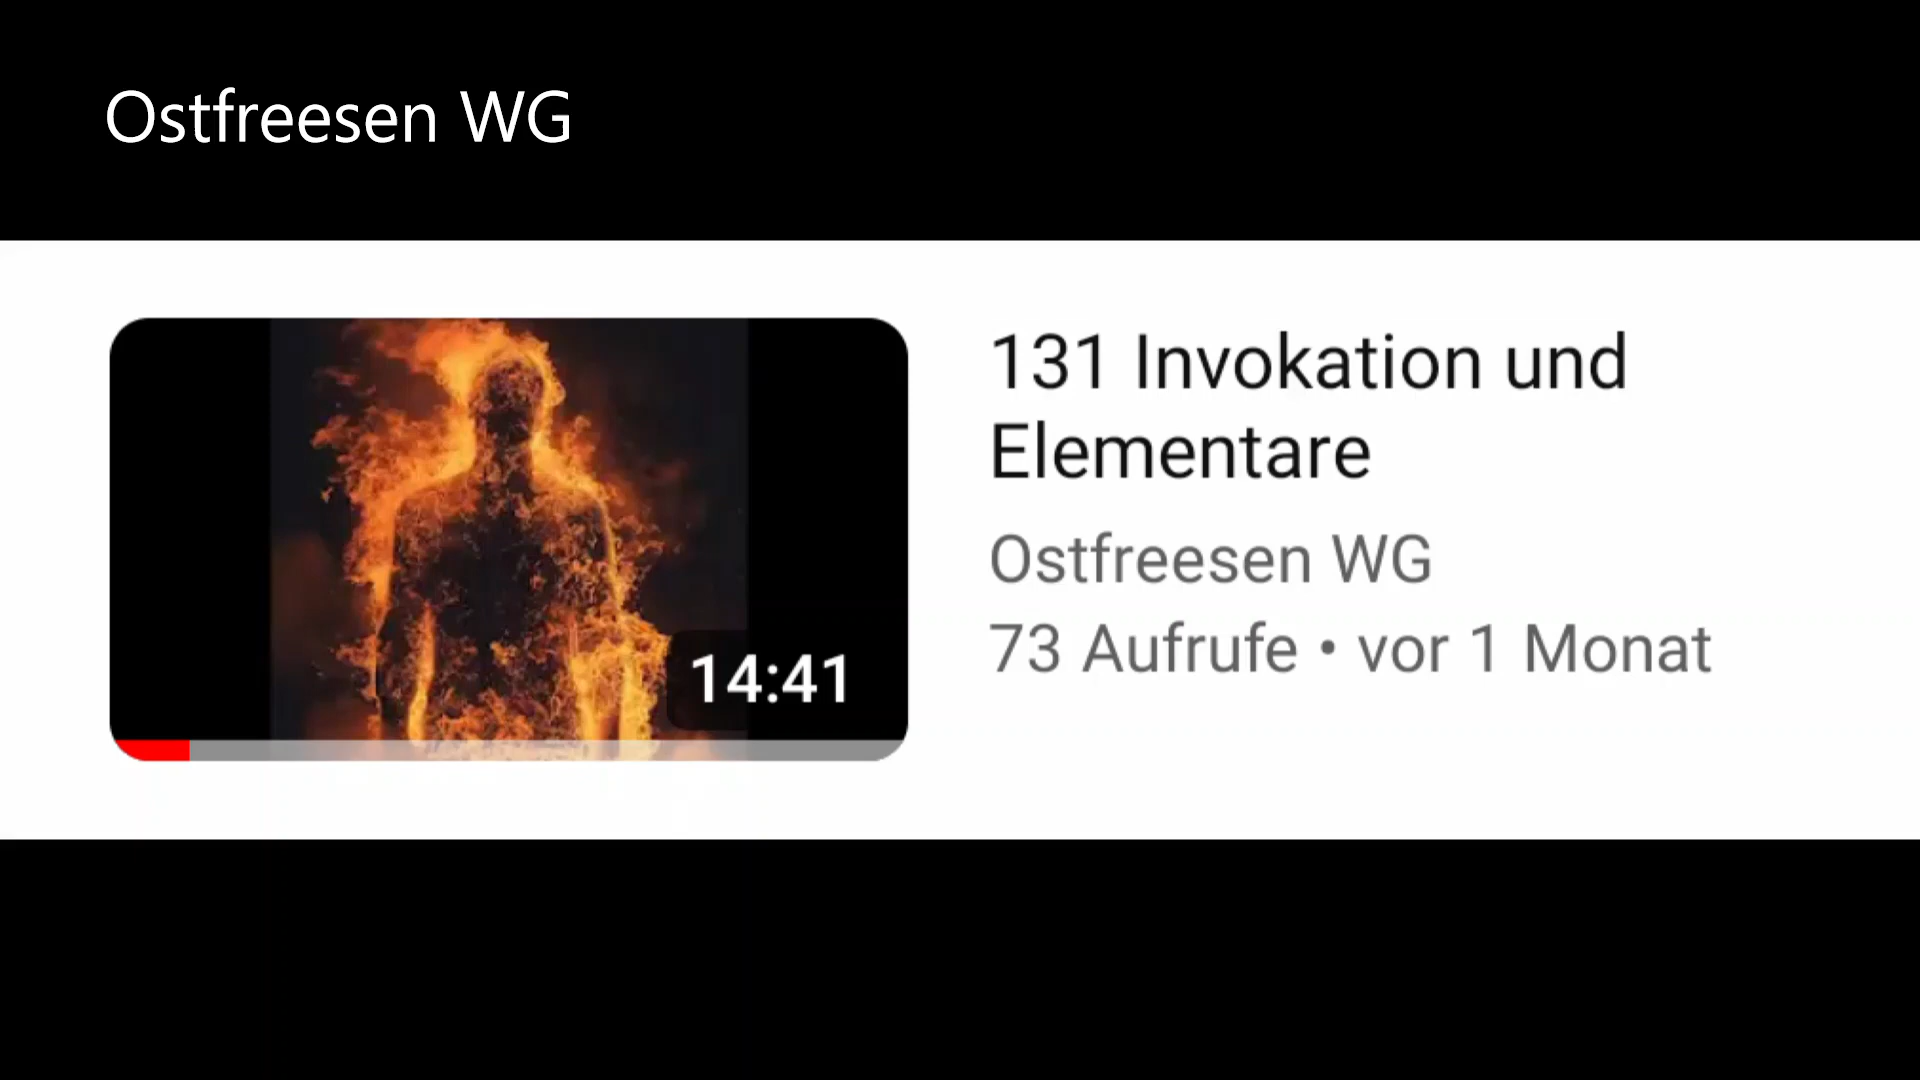 Ostfreesen WG
131 Invokation und
Elementare
Ostfreesen WG
73 Aufrufe • vor 1 Monat
14:41